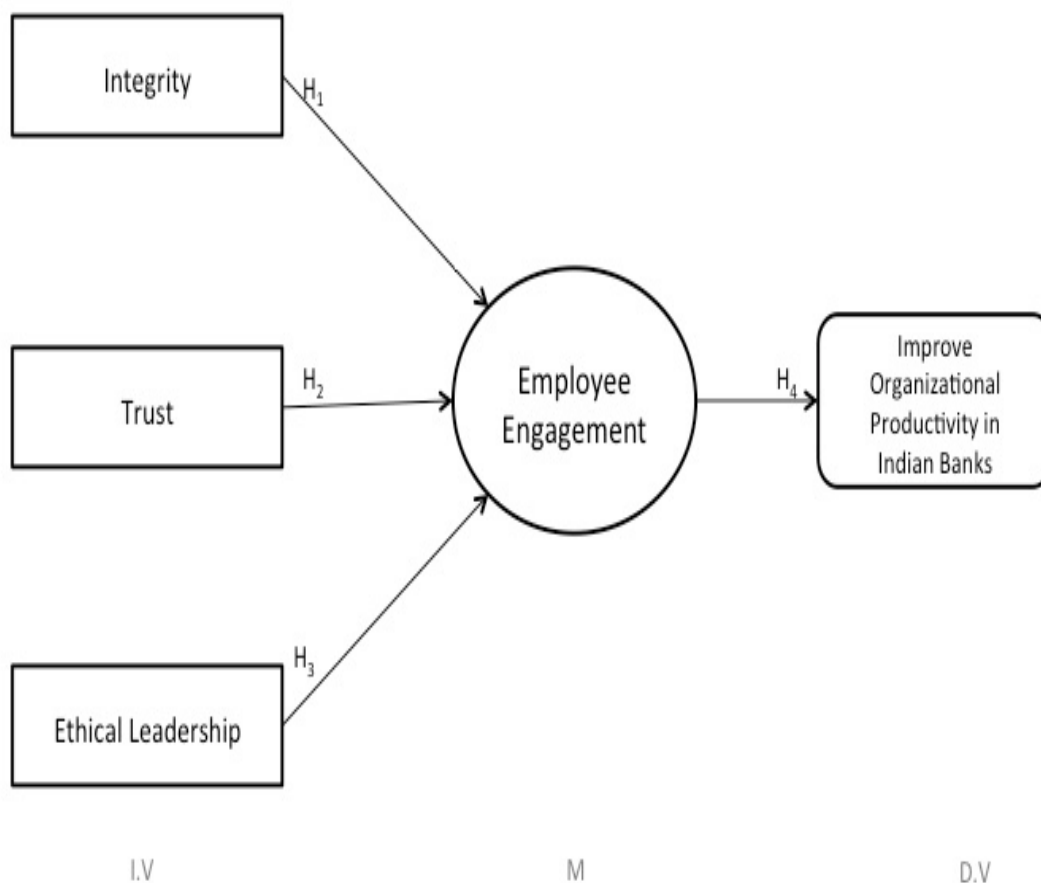 Integrity
H₁
Trust
H₂
Employee
Engagement
H₄
Improve
Organizational
Productivity in
Indian Banks
H₃
Ethical Leadership
I.V
M
D.V